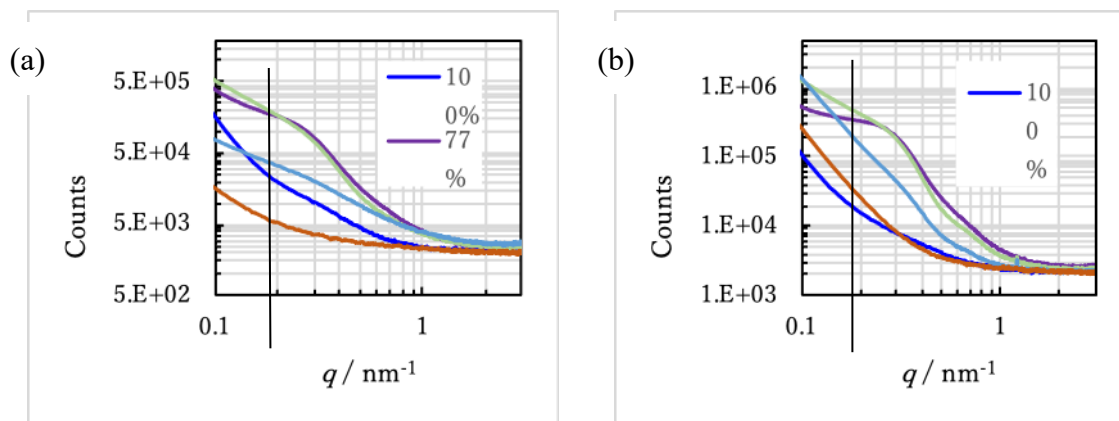 (a)
Counts
5.E+05
5.E+04
5.E+03
5.E+02
0.1
1
q / nm-1
10
0%
77
%
(b)
Counts
1.E+06
1.E+05
1.E+04
1.E+03
0.1
1
q / nm-1
10
0
%